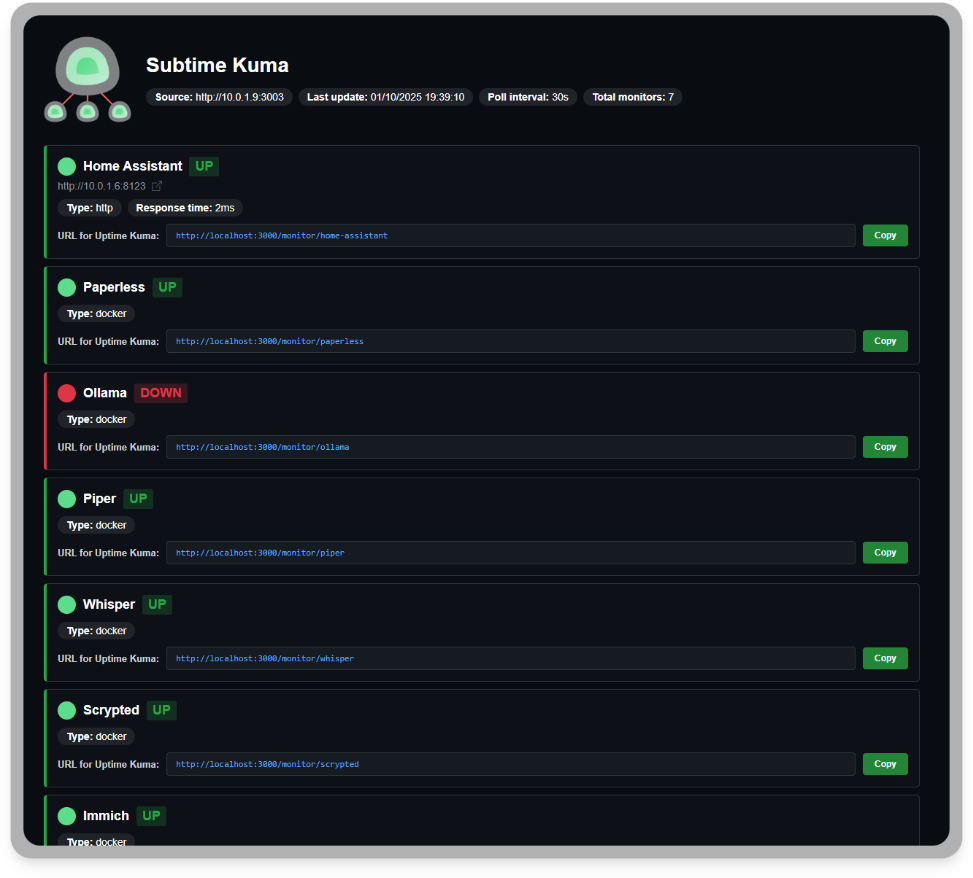 Subtime Kuma
Source: http://10.0.1.9:3003 Last update: 01/10/2025 19:39:10 Poll interval: 30s Total monitors: 7
Home Assistant UP
http://10.0.1.6:8123
Type: http Response time: 2ms
URL for Uptime Kuma: http://localhost:3000/monitor/home-assistant Copy
Paperless UP
Type: docker
URL for Uptime Kuma: http://localhost:3000/monitor/paperless Copy
Ollama DOWN
Type: docker
URL for Uptime Kuma: http://localhost:3000/monitor/ollama Copy
Piper UP
Type: docker
URL for Uptime Kuma: http://localhost:3000/monitor/piper Copy
Whisper UP
Type: docker
URL for Uptime Kuma: http://localhost:3000/monitor/whisper Copy
Scrypted UP
Type: docker
URL for Uptime Kuma: http://localhost:3000/monitor/scrypted Copy
Immich UP
Type: docker